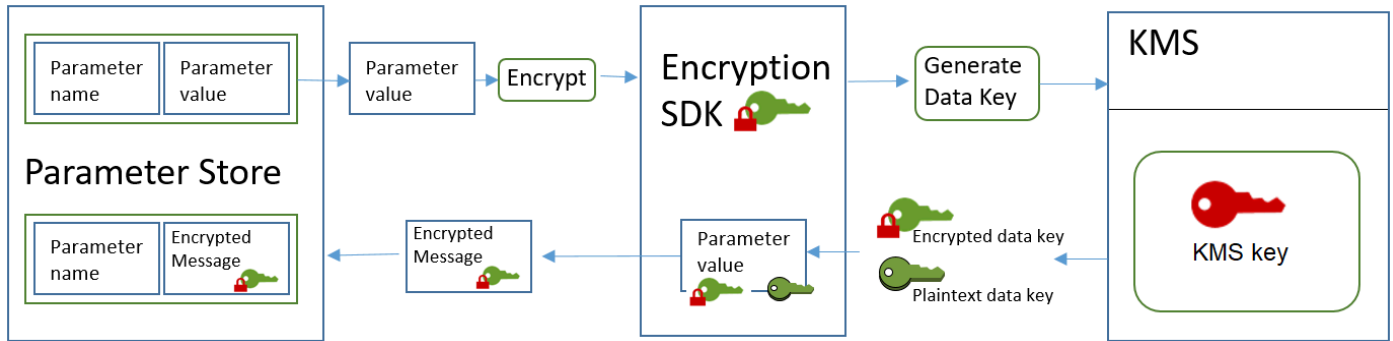 Parameter
name
Parameter
value
Parameter
value
Encrypt
Encryption
SDK
Generate
Data Key
KMS
Parameter Store
Parameter
name
Encrypted
Message
Encrypted
Message
Parameter
value
Encrypted data key
Plaintext data key
KMS key